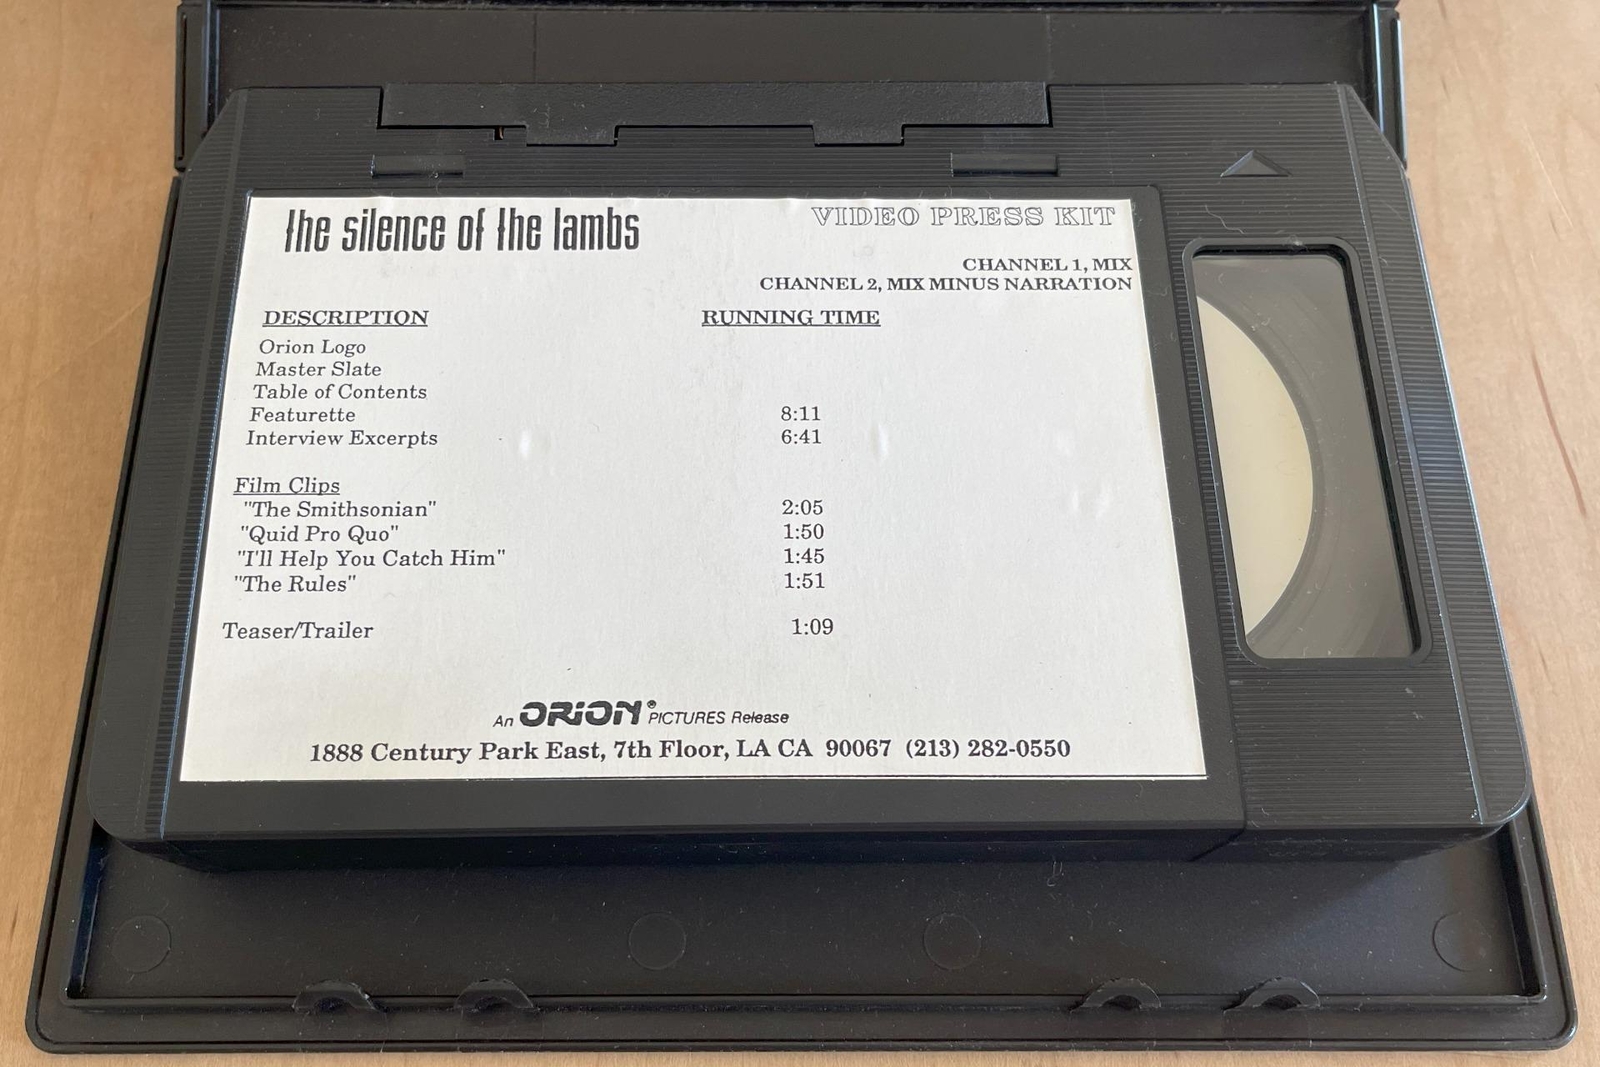 the silence of the lambs
VIDEO PRESS KIT
CHANNEL 1, MIX
CHANNEL 2, MIX MINUS NARRATION
DESCRIPTION RUNNING TIME
Orion Logo
Master Slate
Table of Contents
Featurette 8:11
Interview Excerpts 6:41
Film Clips
"The Smithsonian" 2:05
"Quid Pro Quo" 1:50
"I'll Help You Catch Him" 1:45
"The Rules" 1:51
Teaser/Trailer 1:09
An ORION® PICTURES Release
1888 Century Park East, 7th Floor, LA CA 90067 (213) 282-0550